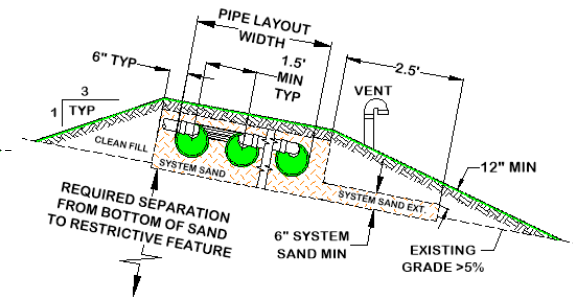 PIPE LAYOUT
WIDTH
6" TYP
1.5'
MIN
TYP
2.5'
VENT
3
1
TYP
CLEAN FILL
SYSTEM SAND
12" MIN
SYSTEM SAND EXT.
REQUIRED SEPARATION
FROM BOTTOM OF SAND
TO RESTRICTIVE FEATURE
6" SYSTEM
SAND MIN
EXISTING
GRADE >5%